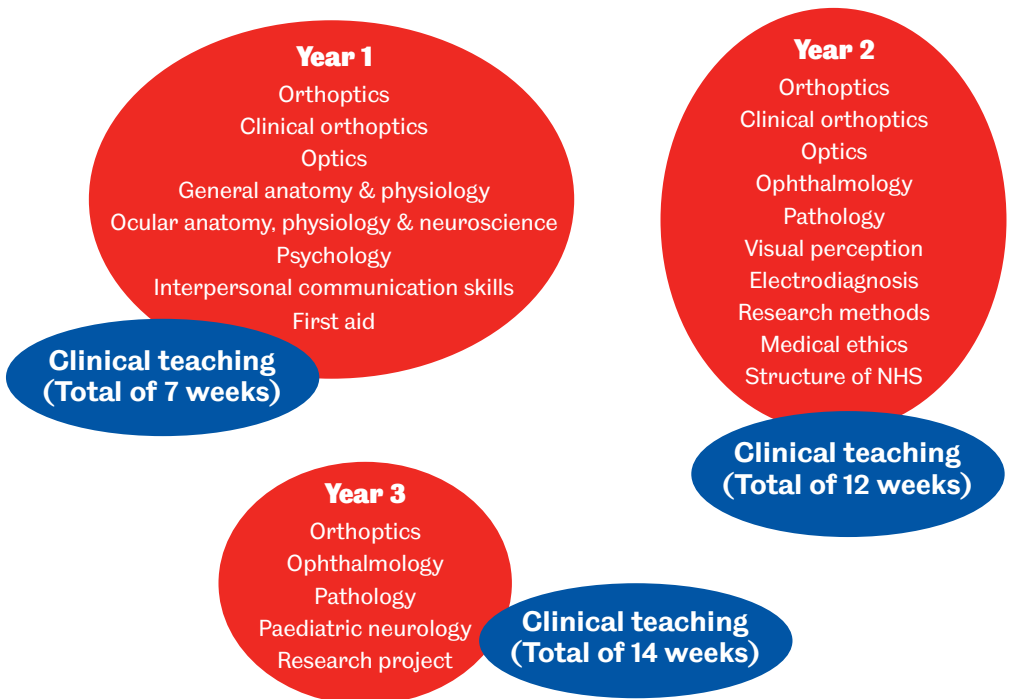 Year 1
Orthoptics
Clinical orthoptics
Optics
General anatomy & physiology
Ocular anatomy, physiology & neuroscience
Psychology
Interpersonal communication skills
First aid
Clinical teaching
(Total of 7 weeks)
Year 2
Orthoptics
Clinical orthoptics
Optics
Ophthalmology
Pathology
Visual perception
Electrodiagnosis
Research methods
Medical ethics
Structure of NHS
Clinical teaching
(Total of 12 weeks)
Year 3
Orthoptics
Ophthalmology
Pathology
Paediatric neurology
Research project
Clinical teaching
(Total of 14 weeks)